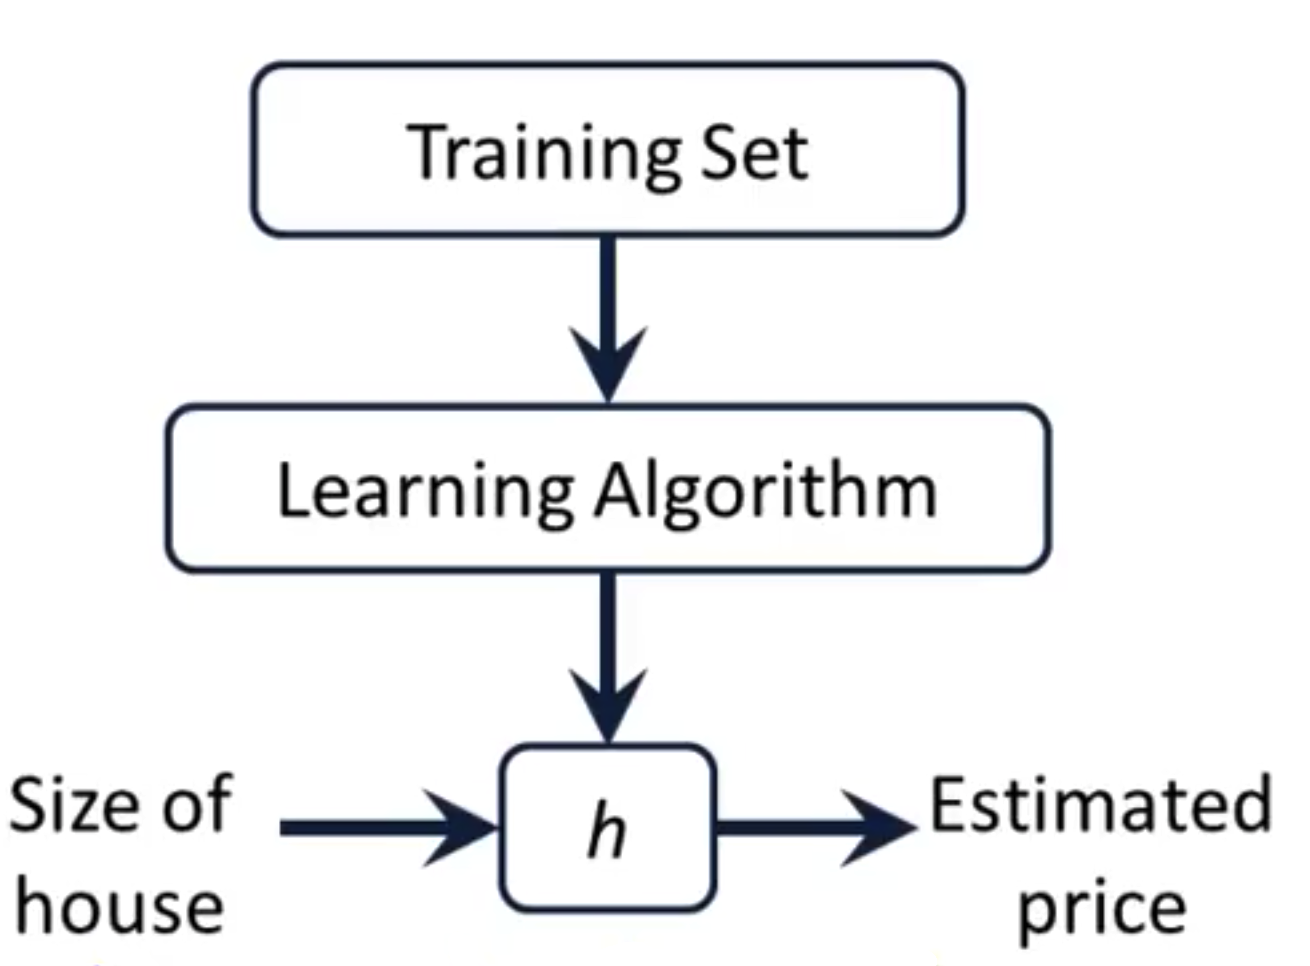 Training Set
Learning Algorithm
Size of
house
h
Estimated
price